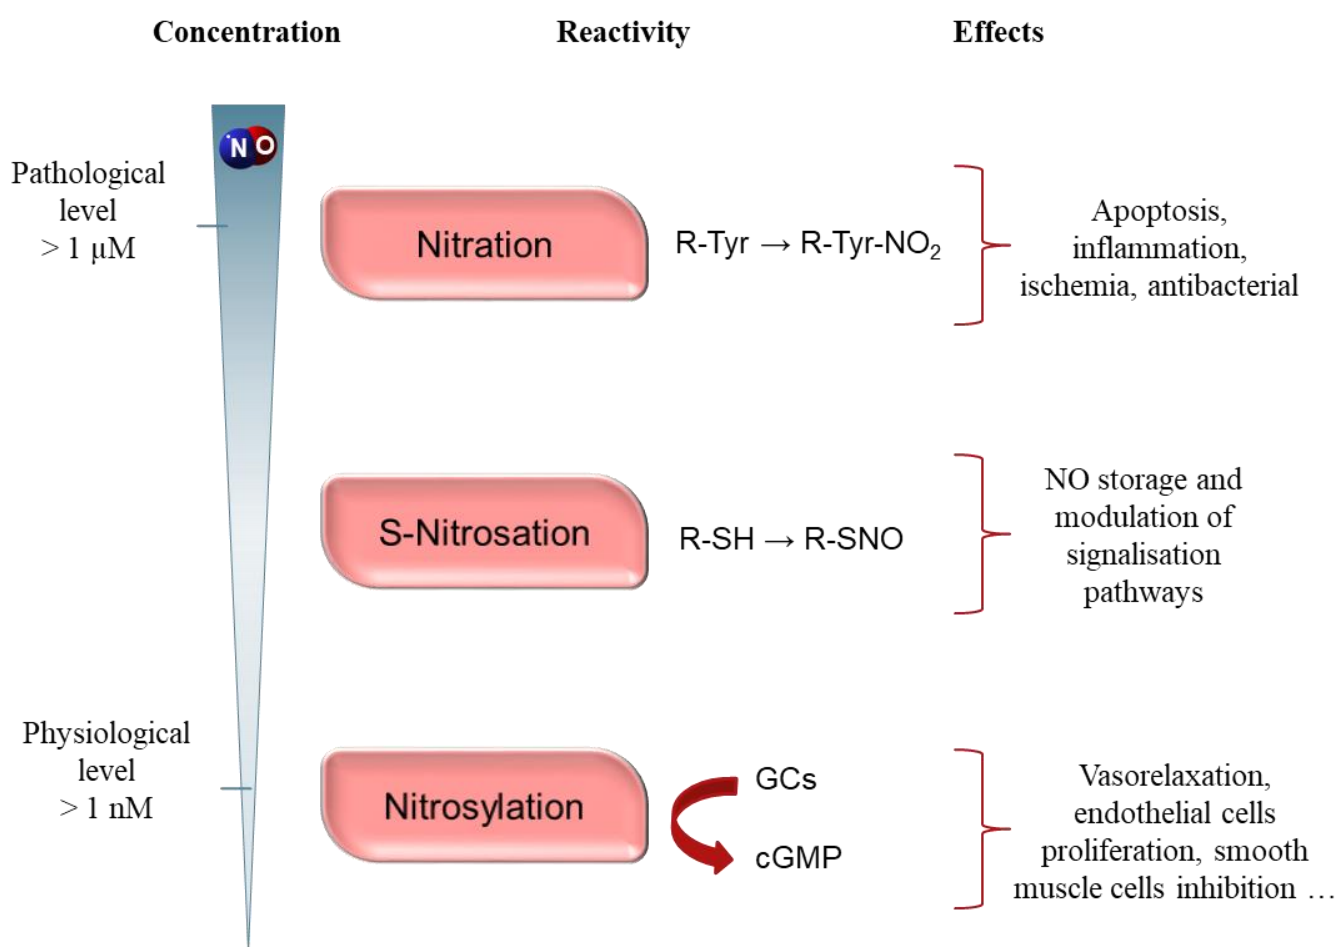 Concentration
Reactivity
Effects
NO
Pathological
level
> 1 µM
Nitration
R-Tyr → R-Tyr-NO₂
Apoptosis,
inflammation,
ischemia, antibacterial
S-Nitrosation
R-SH → R-SNO
NO storage and
modulation of
signalisation
pathways
Physiological
level
> 1 nM
Nitrosylation
GCs
cGMP
Vasorelaxation,
endothelial cells
proliferation, smooth
muscle cells inhibition …